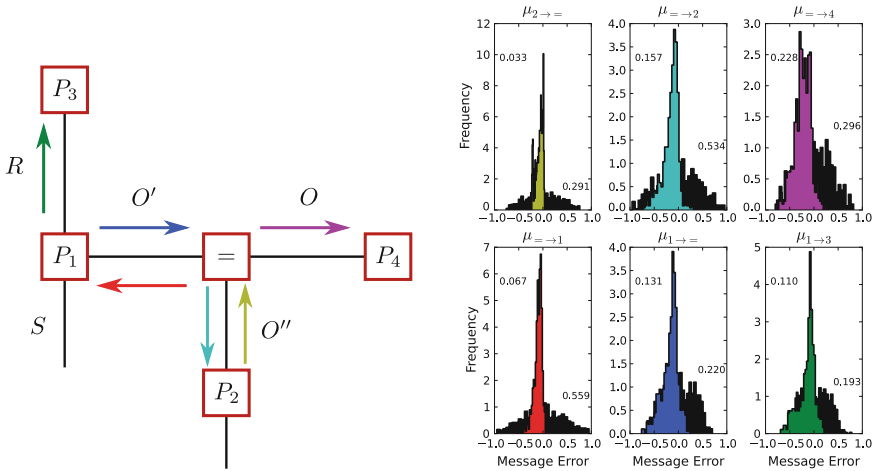 P₃
R
O′
O
P₁
=
P₄
S
O″
P₂
μ₂→₌
μ₌→₂
μ₌→₄
Frequency
12
10
8
6
4
2
0
0.033
0.291
−1.0 −0.5 0.0 0.5 1.0
4.0
3.5
3.0
2.5
2.0
1.5
1.0
0.5
0.0
0.157
0.534
−1.0 −0.5 0.0 0.5 1.0
3.0
2.5
2.0
1.5
1.0
0.5
0.0
0.228
0.296
−1.0 −0.5 0.0 0.5 1.0
μ₌→₁
μ₁→₌
μ₁→₃
Frequency
7
6
5
4
3
2
1
0
0.067
0.559
−1.0 −0.5 0.0 0.5 1.0
Message Error
4.0
3.5
3.0
2.5
2.0
1.5
1.0
0.5
0.0
0.131
0.220
−1.0 −0.5 0.0 0.5 1.0
Message Error
5
4
3
2
1
0
0.110
0.193
−1.0 −0.5 0.0 0.5 1.0
Message Error